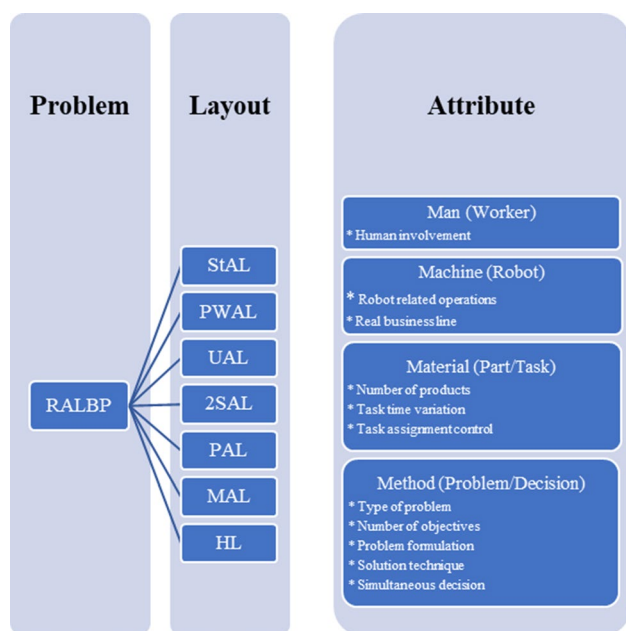 Problem
Layout
Attribute
RALBP
StAL
PWAL
UAL
2SAL
PAL
MAL
HL
Man (Worker)
* Human involvement
Machine (Robot)
* Robot related operations
* Real business line
Material (Part/Task)
* Number of products
* Task time variation
* Task assignment control
Method (Problem/Decision)
* Type of problem
* Number of objectives
* Problem formulation
* Solution technique
* Simultaneous decision